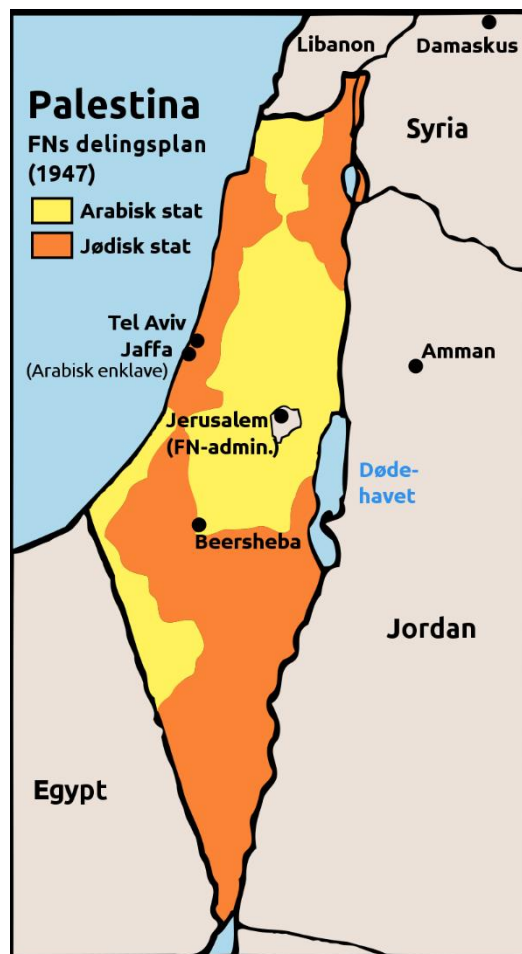 Libanon
Damaskus
Palestina
FNs delingsplan
(1947)
Arabisk stat
Jødisk stat
Syria
Tel Aviv
Jaffa
(Arabisk enklave)
Amman
Jerusalem
(FN-admin.)
Døde-
havet
Beersheba
Jordan
Egypt